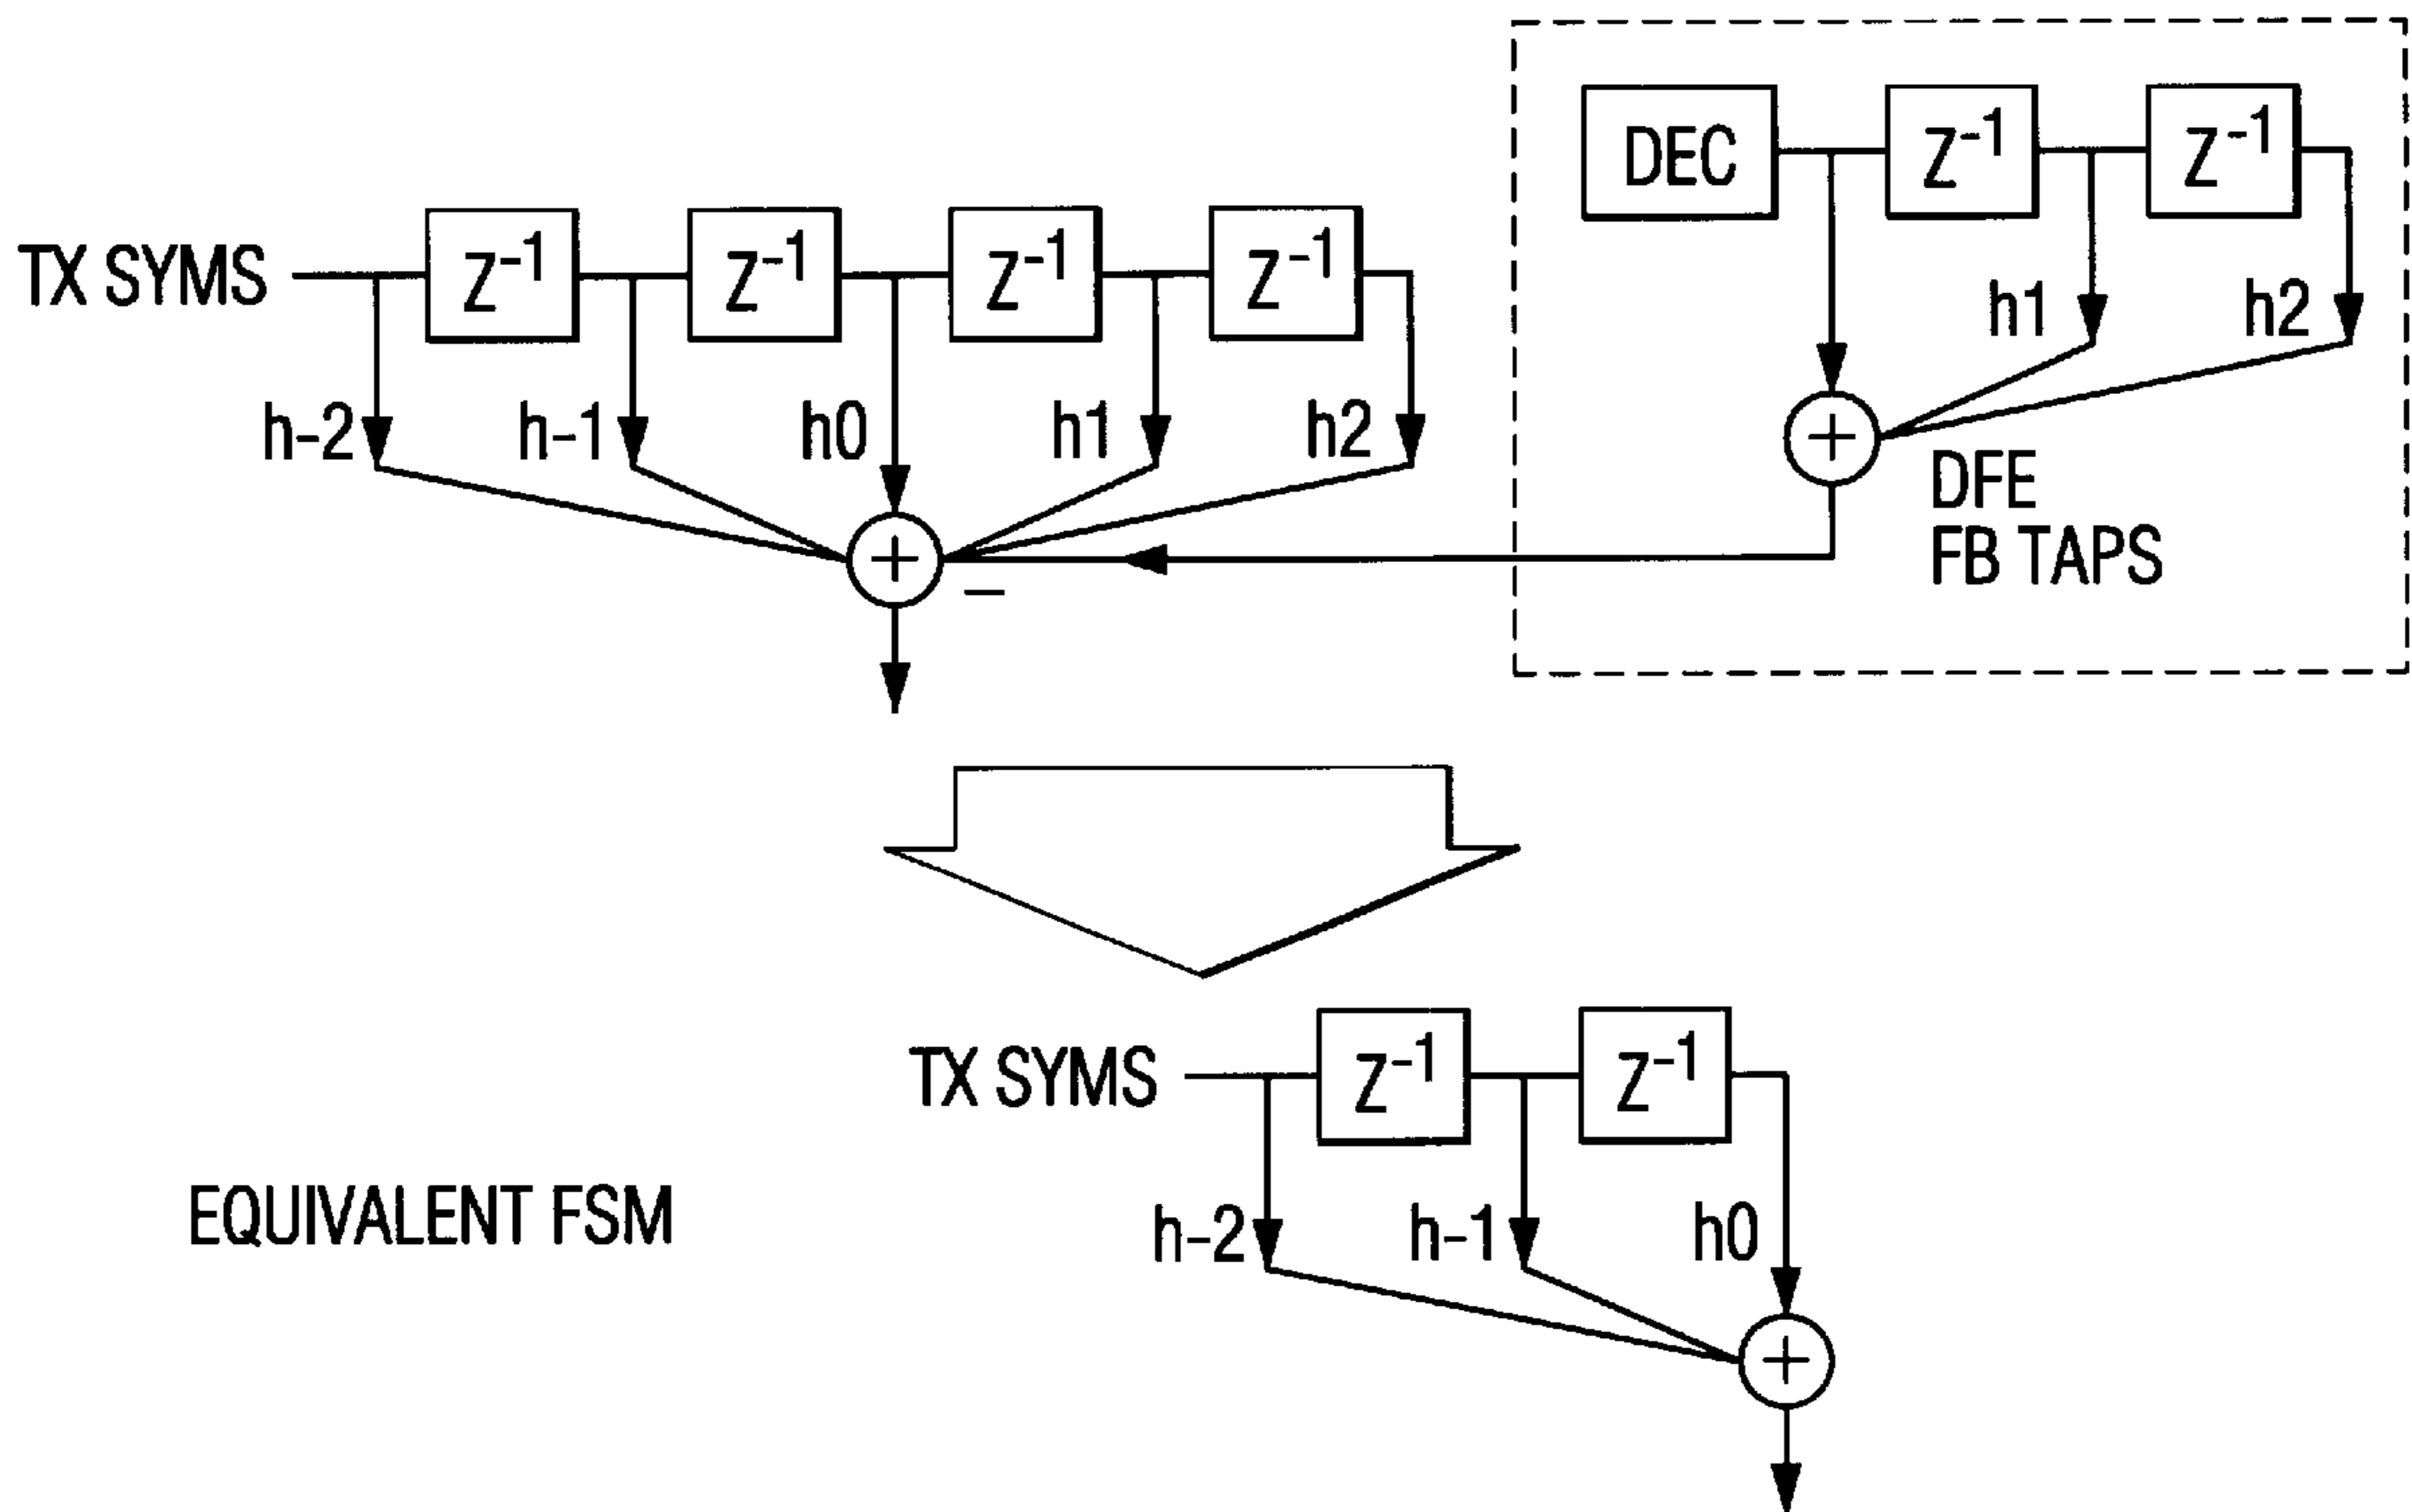 DEC
Z⁻¹
Z⁻¹
TX SYMS
Z⁻¹
Z⁻¹
Z⁻¹
Z⁻¹
h1
h2
h-2
h-1
h0
h1
h2
+
DFE
FB TAPS
+
−
TX SYMS
Z⁻¹
Z⁻¹
EQUIVALENT FSM
h-2
h-1
h0
+